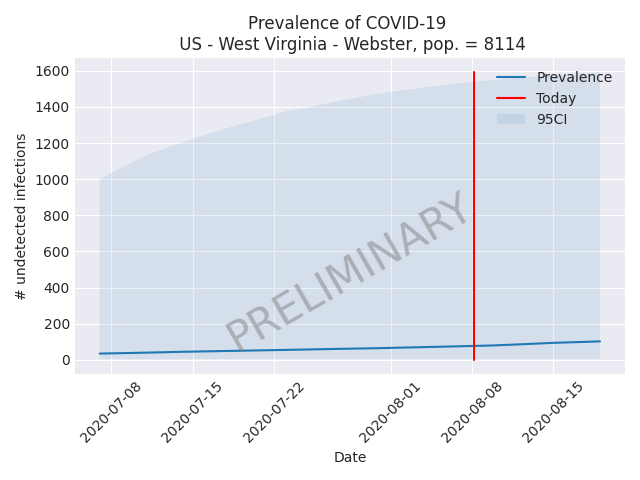 Prevalence of COVID-19
US - West Virginia - Webster, pop. = 8114
Prevalence
Today
95CI
1600
1400
1200
1000
800
600
400
200
0
# undetected infections
PRELIMINARY
2020-07-08
2020-07-15
2020-07-22
2020-08-01
2020-08-08
2020-08-15
Date